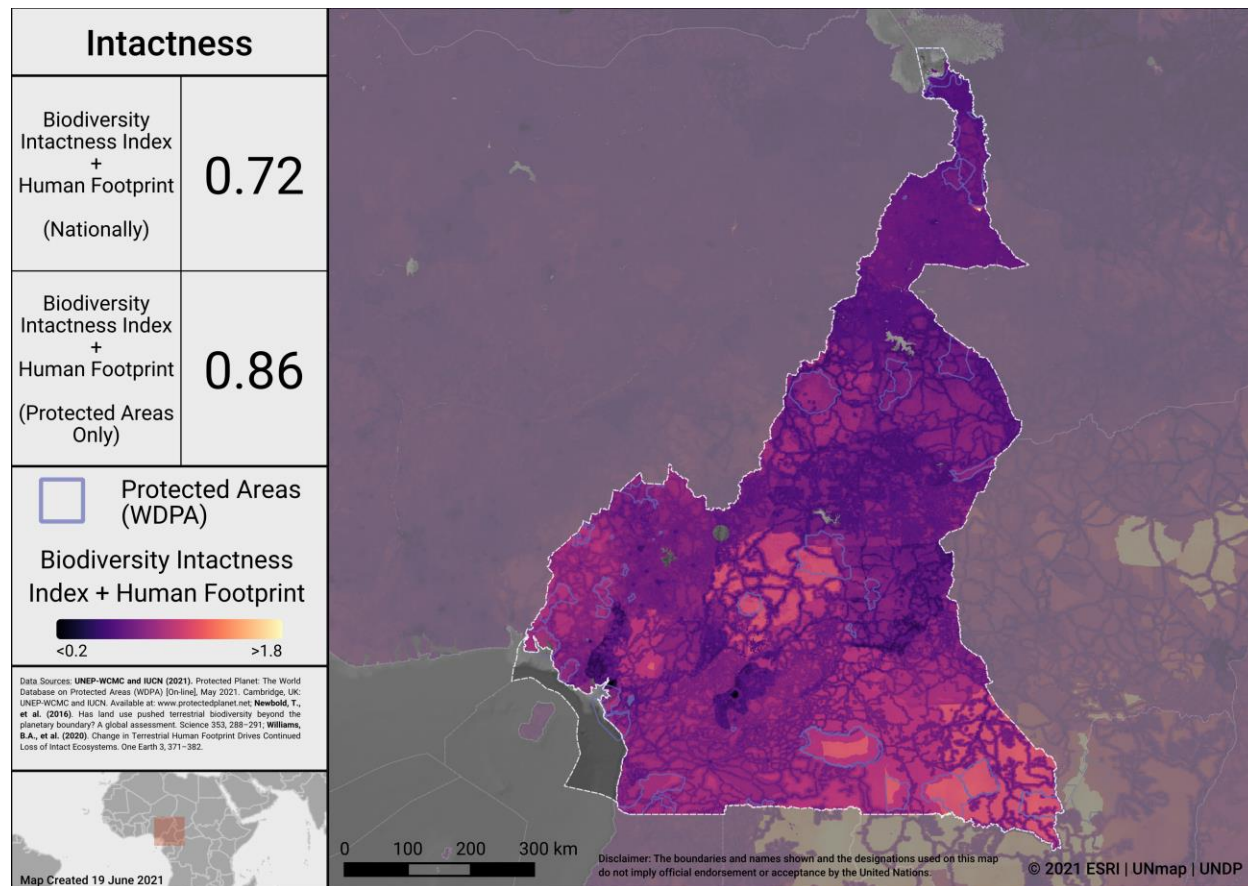 Intactness
Biodiversity
Intactness Index
+
Human Footprint
(Nationally)
0.72
Biodiversity
Intactness Index
+
Human Footprint
(Protected Areas
Only)
0.86
Protected Areas
(WDPA)
Biodiversity Intactness
Index + Human Footprint
<0.2
>1.8
Data Sources: UNEP-WCMC and IUCN (2021). Protected Planet: The World
Database on Protected Areas (WDPA) [On-line], May 2021. Cambridge, UK:
UNEP-WCMC and IUCN. Available at: www.protectedplanet.net; Newbold, T.,
et al. (2016). Has land use pushed terrestrial biodiversity beyond the
planetary boundary? A global assessment. Science 353, 288–291; Williams,
B.A., et al. (2020). Change in Terrestrial Human Footprint Drives Continued
Loss of Intact Ecosystems. One Earth 3, 371–382.
Map Created 19 June 2021
0 100 200 300 km
Disclaimer: The boundaries and names shown and the designations used on this map
do not imply official endorsement or acceptance by the United Nations.
© 2021 ESRI | UNmap | UNDP